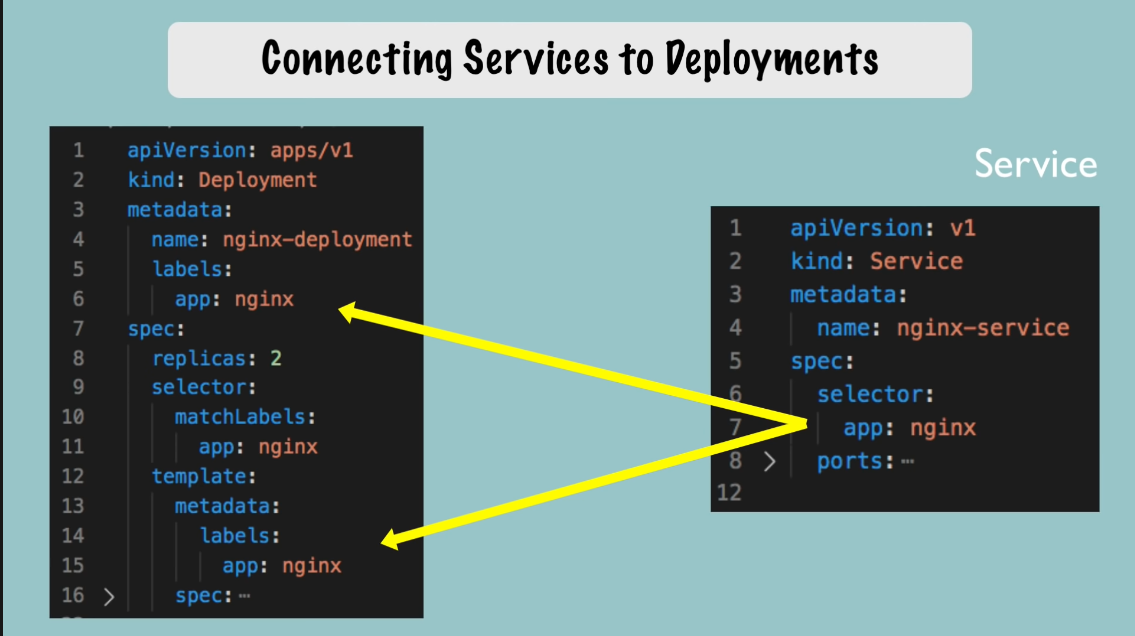 Connecting Services to Deployments
1 apiVersion: apps/v1
2 kind: Deployment
3 metadata:
4 name: nginx-deployment
5 labels:
6 app: nginx
7 spec:
8 replicas: 2
9 selector:
10 matchLabels:
11 app: nginx
12 template:
13 metadata:
14 labels:
15 app: nginx
16 > spec:⋯
Service
1 apiVersion: v1
2 kind: Service
3 metadata:
4 name: nginx-service
5 spec:
6 selector:
7 app: nginx
8 > ports:⋯
12